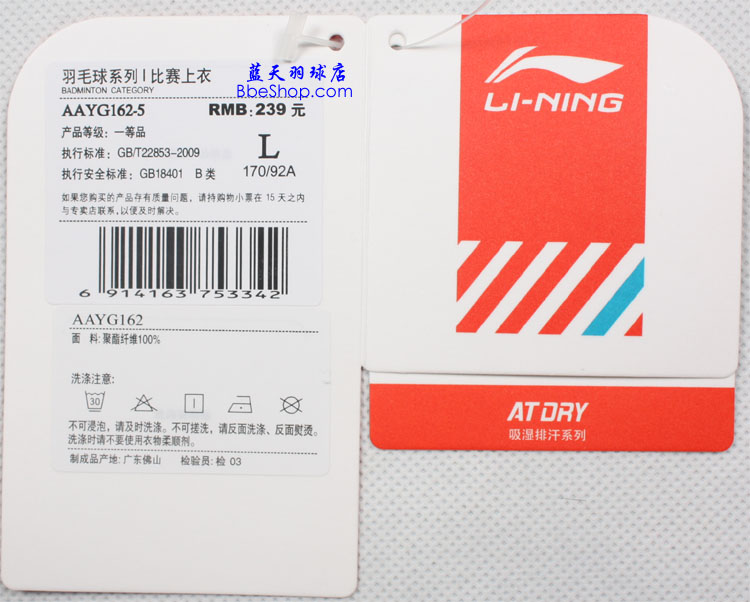 蓝天羽球店
BbeShop.com
羽毛球系列 | 比赛上衣
BADMINTON CATEGORY
AAYG162-5
RMB: 239 元
产品等级: 一等品
执行标准: GB/T22853-2009
L
执行安全标准: GB18401 B 类
170/92A
如果您购买的产品存有质量问题，请持购物小票在 15 天之内
与专卖店联系,以便及时解决。
6 914163 753342
AAYG162
面 料: 聚酯纤维100%
洗涤注意:
30
不可浸泡，请及时洗涤。不可搓洗，请反面洗涤、反面熨烫。
洗涤时请不要使用衣物柔顺剂。
制成品产地: 广东佛山 检验员: 检 03
LI-NING
AT DRY
吸湿排汗系列